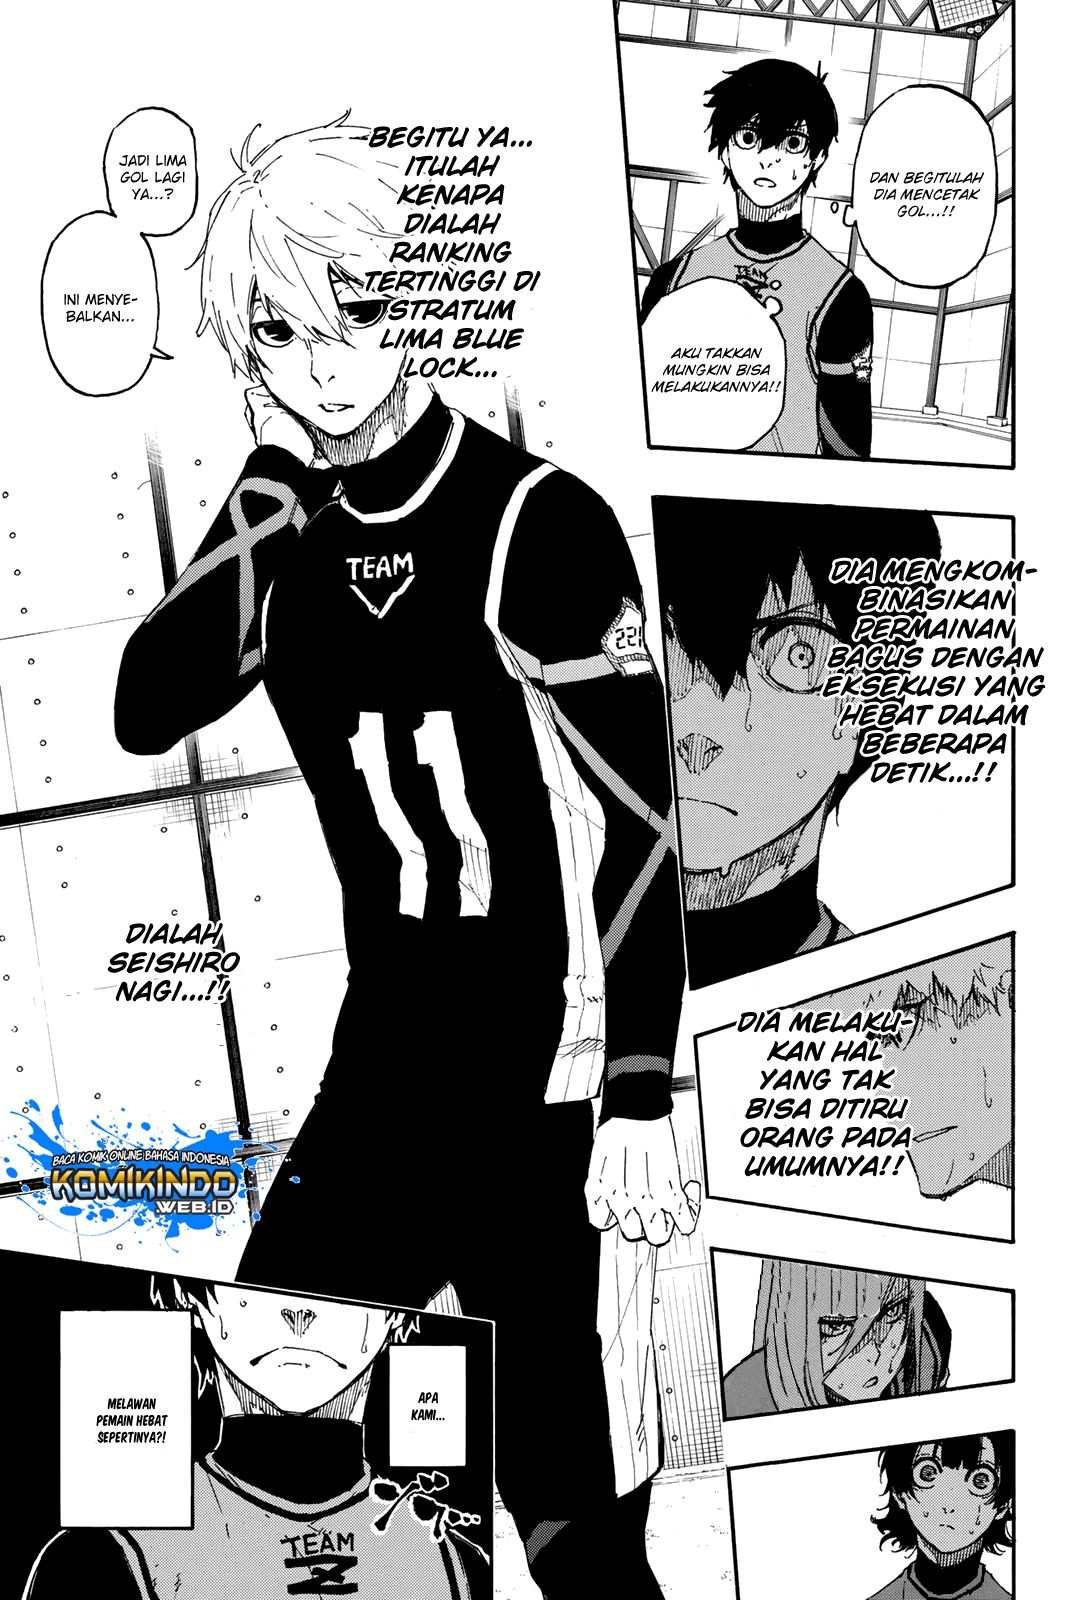 DAN BEGITULAH
DIA MENCETAK
GOL...!!
TEAM
Z
AKU TAKKAN
MUNGKIN BISA
MELAKUKANNYA!!
DIA MENGKOM-
BINASIKAN
PERMAINAN
BAGUS DENGAN
EKSEKUSI YANG
HEBAT DALAM
BEBERAPA
DETIK...!!
DIA MELAKU-
KAN HAL
YANG TAK
BISA DITIRU
ORANG PADA
UMUMNYA!!
BEGITU YA...
ITULAH
KENAPA
DIALAH
RANKING
TERTINGGI DI
STRATUM
LIMA BLUE
LOCK...
JADI LIMA
GOL LAGI
YA...?
INI MENYE-
BALKAN...
TEAM
V
221
11
DIALAH
SEISHIRO
NAGI...!!
BACA KOMIK ONLINE BAHASA INDONESIA
KOMIKINDO
.WEB.ID
APA
KAMI...
MELAWAN
PEMAIN HEBAT
SEPERTINYA?!
TEAM
Z